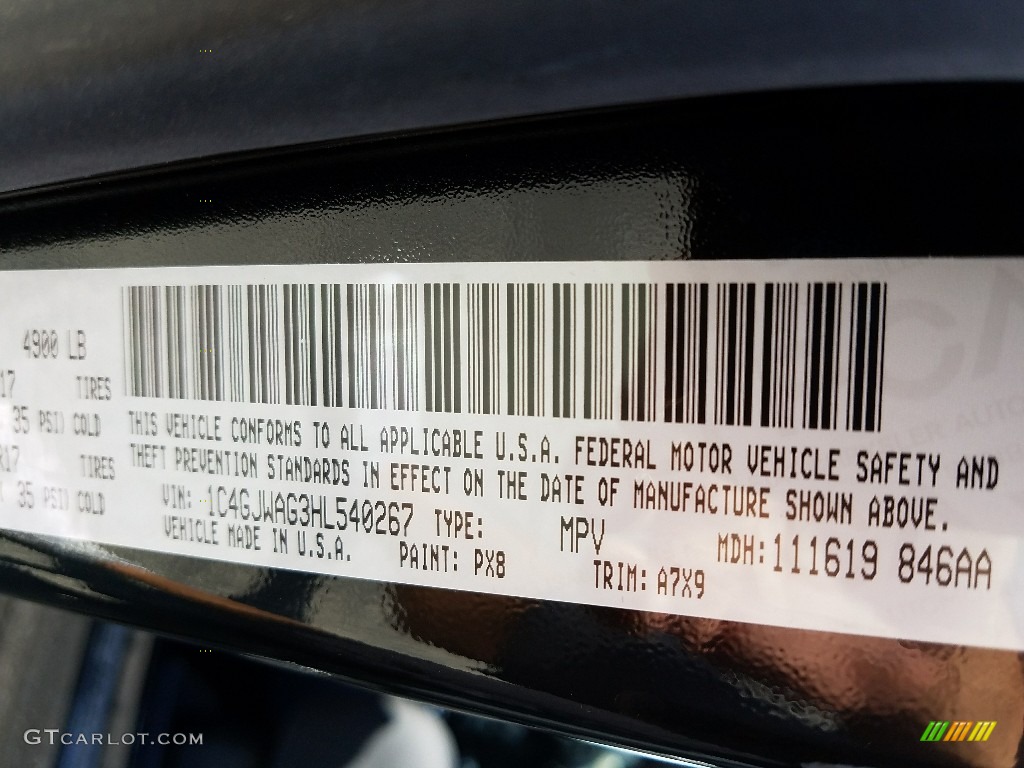 4900 LB
17 TIRES
35 PSI) COLD
R17 TIRES
35 PSI) COLD
THIS VEHICLE CONFORMS TO ALL APPLICABLE U.S.A. FEDERAL MOTOR VEHICLE SAFETY AND
THEFT PREVENTION STANDARDS IN EFFECT ON THE DATE OF MANUFACTURE SHOWN ABOVE.
VIN: 1C4GJWAG3HL540267 TYPE: MPV MDH: 111619 846AA
VEHICLE MADE IN U.S.A. PAINT: PX8 TRIM: A7X9
GTCARLOT.COM